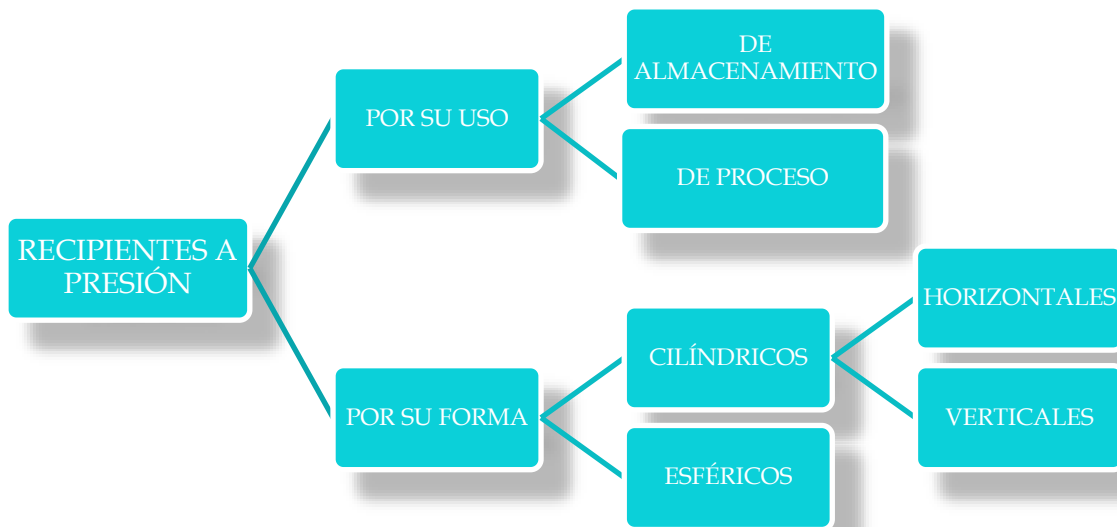 RECIPIENTES A
PRESIÓN
POR SU USO
DE
ALMACENAMIENTO
DE PROCESO
POR SU FORMA
CILÍNDRICOS
HORIZONTALES
VERTICALES
ESFÉRICOS